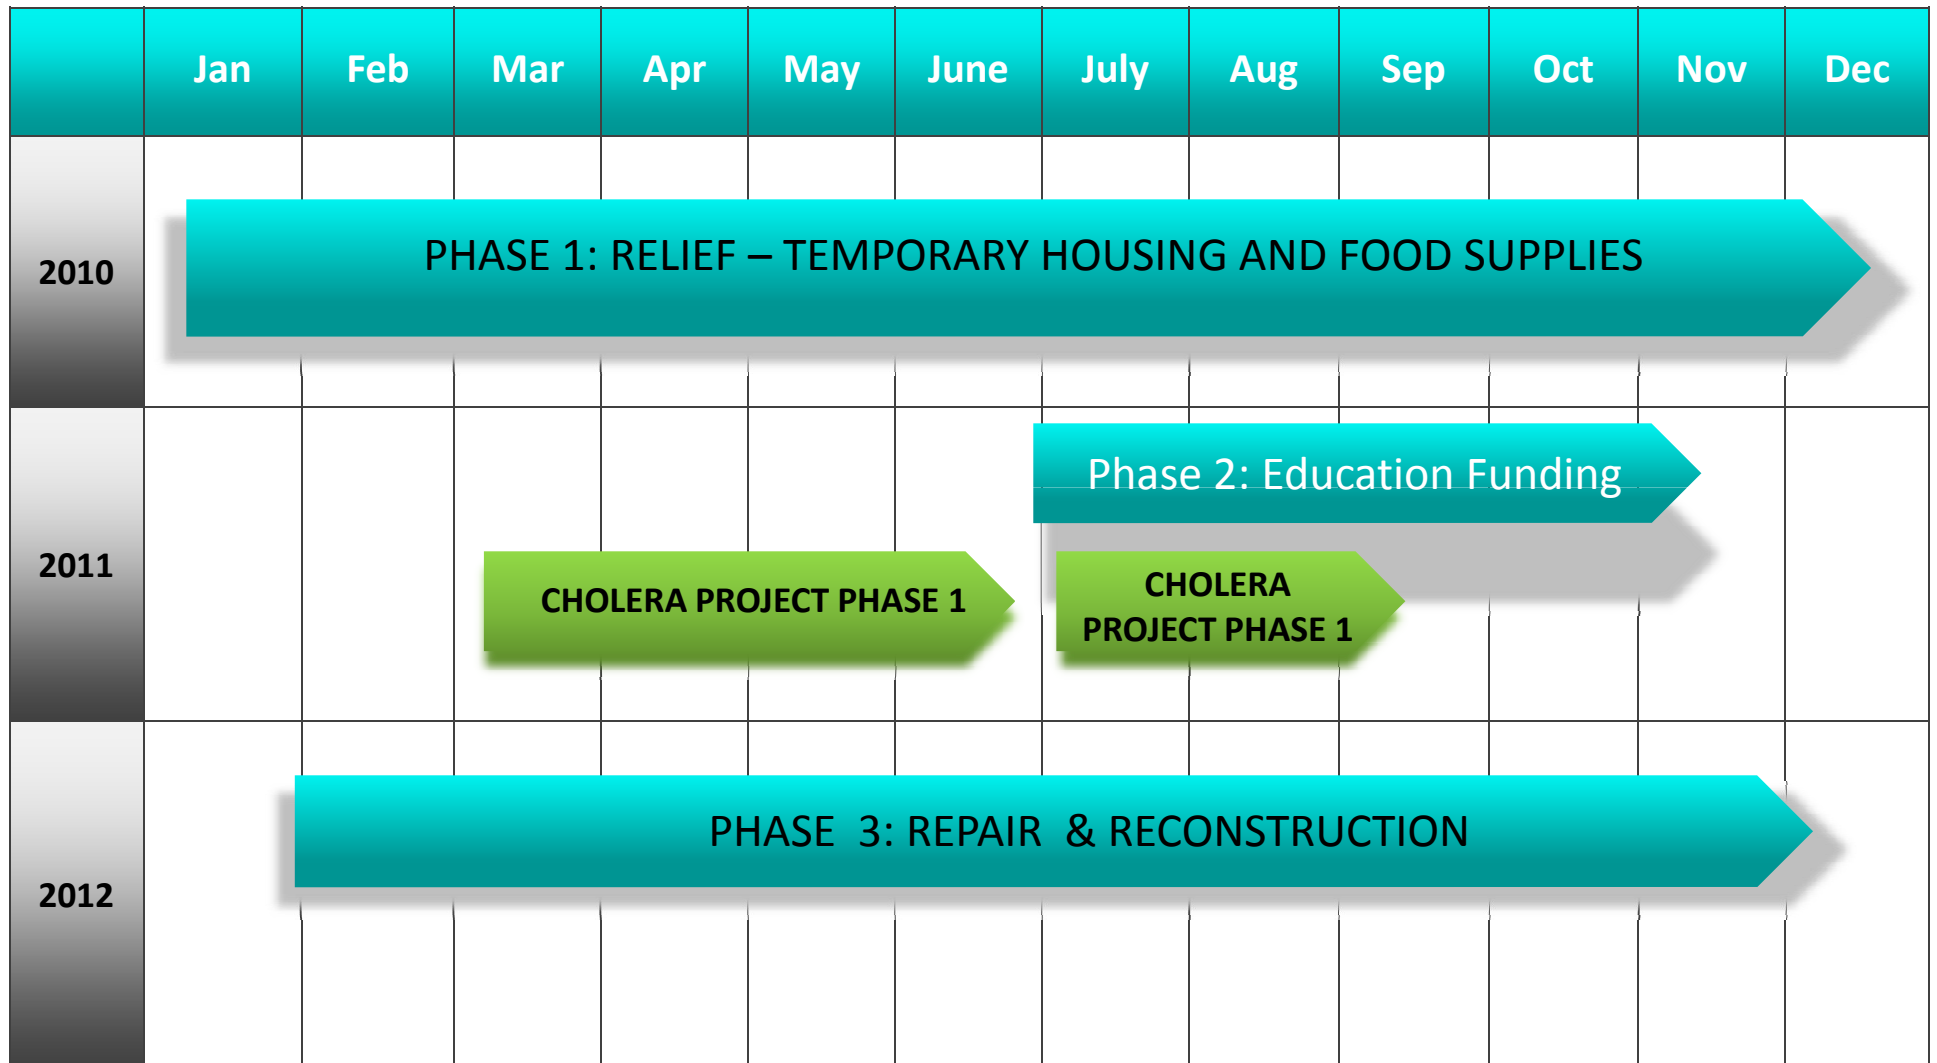 Jan Feb Mar Apr May June July Aug Sep Oct Nov Dec
2010
PHASE 1: RELIEF – TEMPORARY HOUSING AND FOOD SUPPLIES
2011
Phase 2: Education Funding
CHOLERA PROJECT PHASE 1
CHOLERA
PROJECT PHASE 1
2012
PHASE 3: REPAIR & RECONSTRUCTION